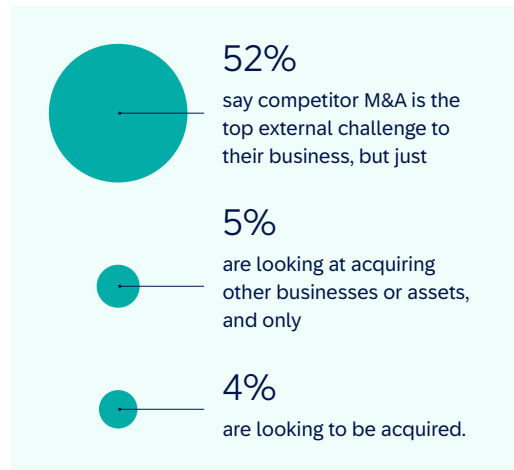 52%
say competitor M&A is the
top external challenge to
their business, but just
5%
are looking at acquiring
other businesses or assets,
and only
4%
are looking to be acquired.